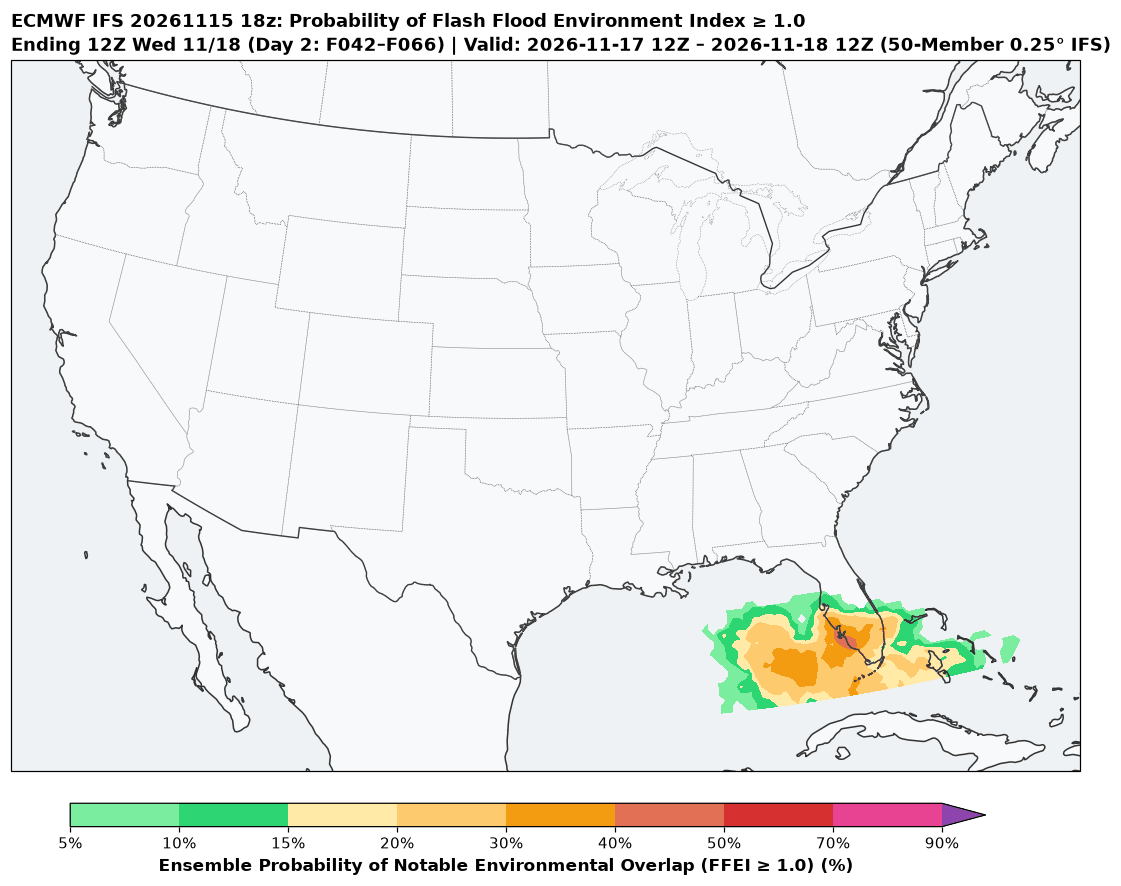 ECMWF IFS 20261115 18z: Probability of Flash Flood Environment Index ≥ 1.0
Ending 12Z Wed 11/18 (Day 2: F042–F066) | Valid: 2026-11-17 12Z – 2026-11-18 12Z (50-Member 0.25° IFS)
5% 10% 15% 20% 30% 40% 50% 70% 90%
Ensemble Probability of Notable Environmental Overlap (FFEI ≥ 1.0) (%)